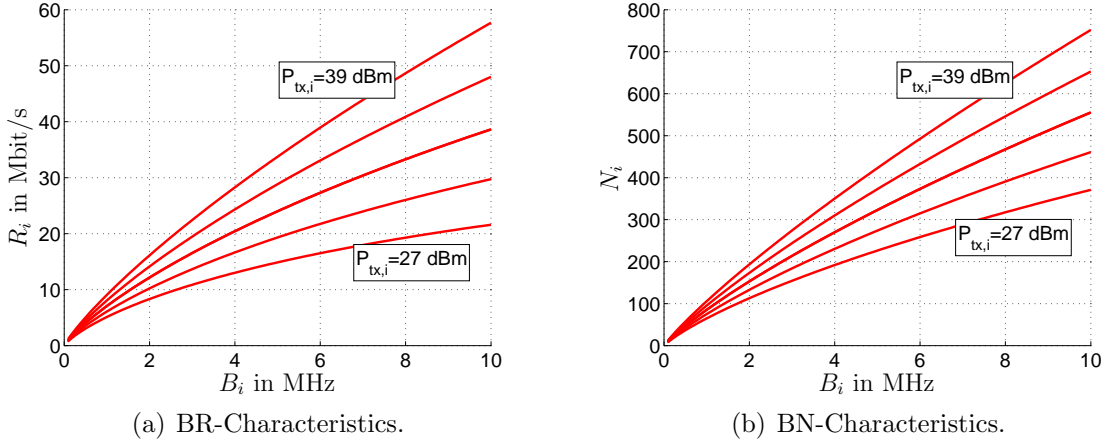 60
50
40
30
20
10
0
R_i in Mbit/s
P_tx,i=39 dBm
P_tx,i=27 dBm
0 2 4 6 8 10
B_i in MHz
(a) BR-Characteristics.
800
700
600
500
400
300
200
100
0
N_i
P_tx,i=39 dBm
P_tx,i=27 dBm
0 2 4 6 8 10
B_i in MHz
(b) BN-Characteristics.